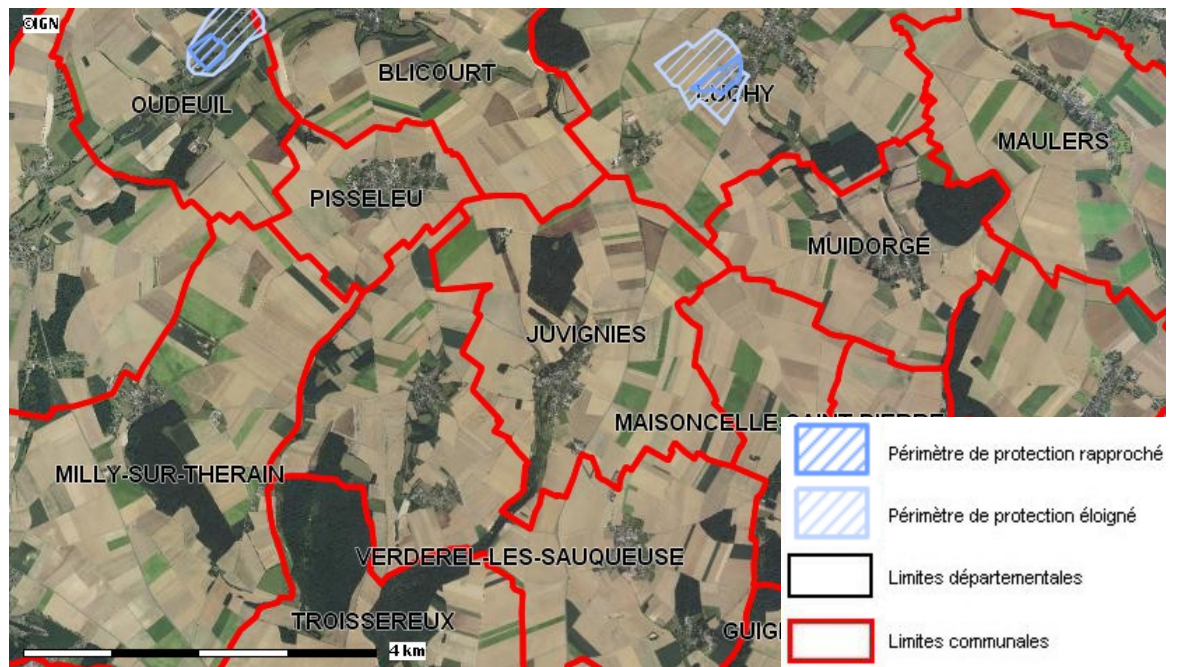 ©IGN
BLICOURT
OUDEUIL
LUCHY
MAULERS
PISSELEU
MUIDORGE
JUVIGNIES
MAISONCELLE-SAINT-PIERRE
MILLY-SUR-THERAIN
VERDEREL-LES-SAUQUEUSE
TROISSEREUX
GUIGN
4 km
Périmètre de protection rapproché
Périmètre de protection éloigné
Limites départementales
Limites communales